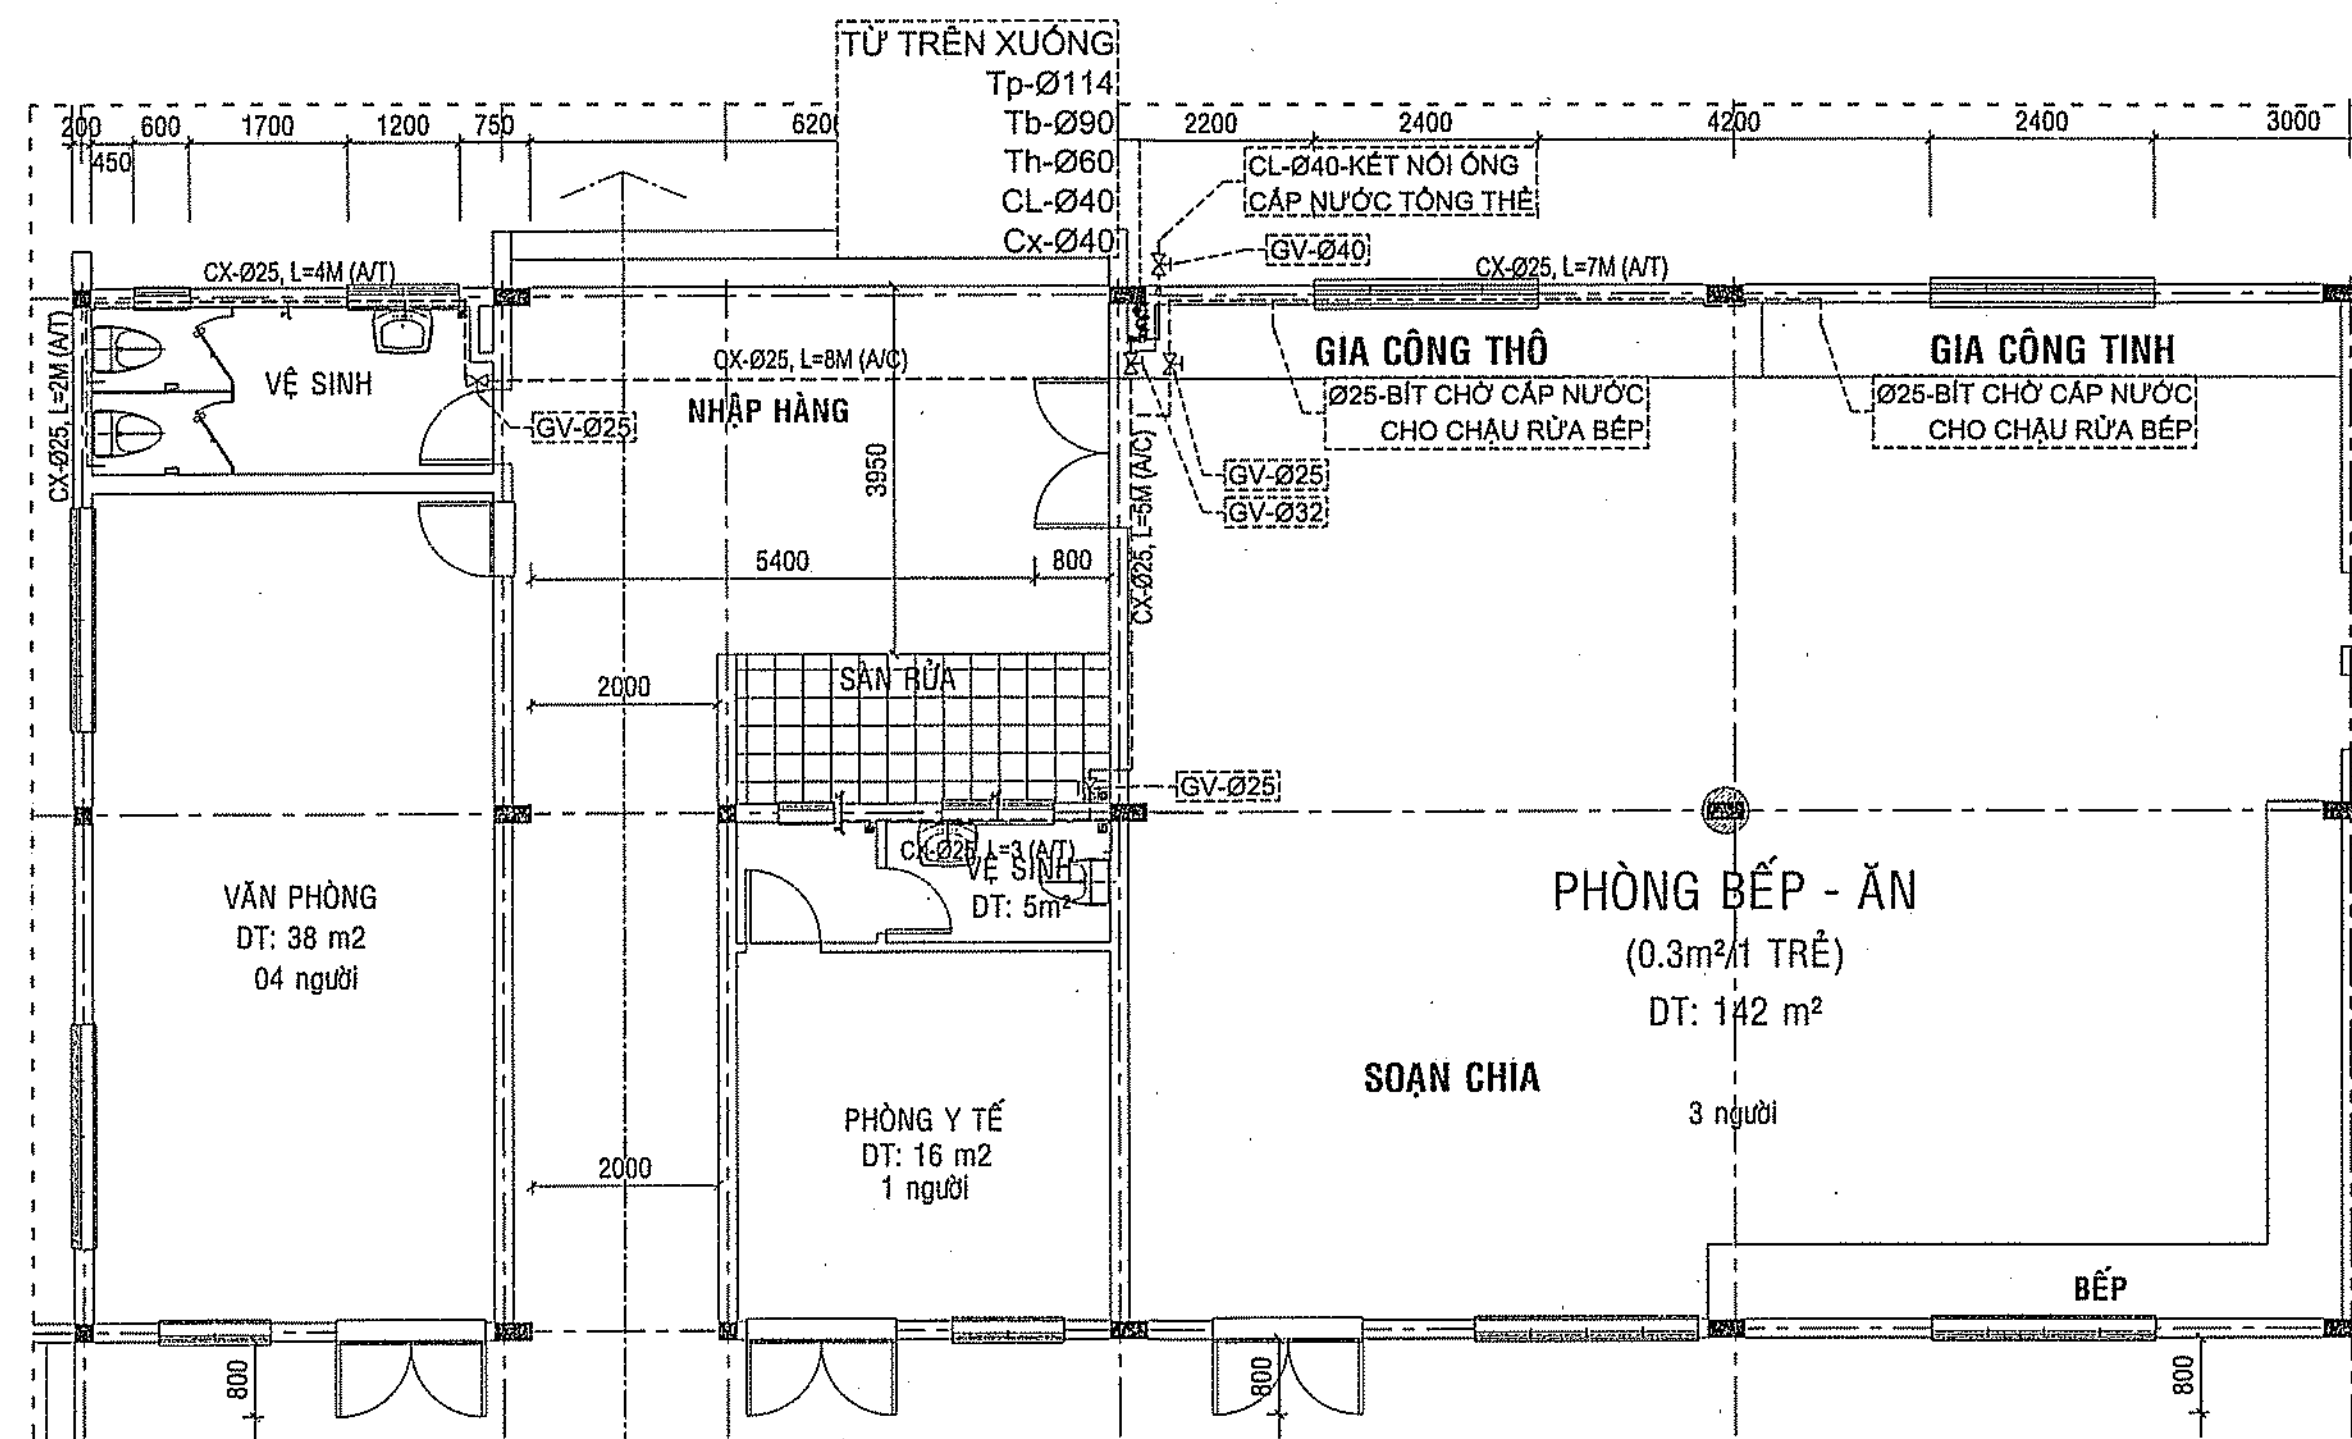 TỪ TRÊN XUỐNG
Tp-Ø114
Tb-Ø90
Th-Ø60
CL-Ø40
Cx-Ø40
200
600
1700
1200
750
2200
2400
4200
2400
3000
450
CL-Ø40-KẾT NỐI ỐNG
CẤP NƯỚC TỔNG THỂ
GV-Ø40
CX-Ø25, L=4M (A/T)
CX-Ø25, L=7M (A/T)
CX-Ø25, L=2M (A/T)
VỆ SINH
CX-Ø25, L=8M (A/C)
NHẬP HÀNG
GV-Ø25
GIA CÔNG THÔ
GIA CÔNG TINH
Ø25-BÍT CHỜ CẤP NƯỚC
CHO CHẬU RỬA BẾP
Ø25-BÍT CHỜ CẤP NƯỚC
CHO CHẬU RỬA BẾP
3950
CX-Ø25, L=5M (A/C)
GV-Ø25
GV-Ø32
5400
800
2000
SÀN RỬA
GV-Ø25
CX-Ø25, L=3 (A/T)
VỆ SINH
DT: 5m²
VĂN PHÒNG
DT: 38 m2
04 người
PHÒNG BẾP - ĂN
(0.3m²/1 TRẺ)
DT: 142 m²
SOẠN CHIA
3 người
PHÒNG Y TẾ
DT: 16 m2
1 người
2000
BẾP
800
800
800